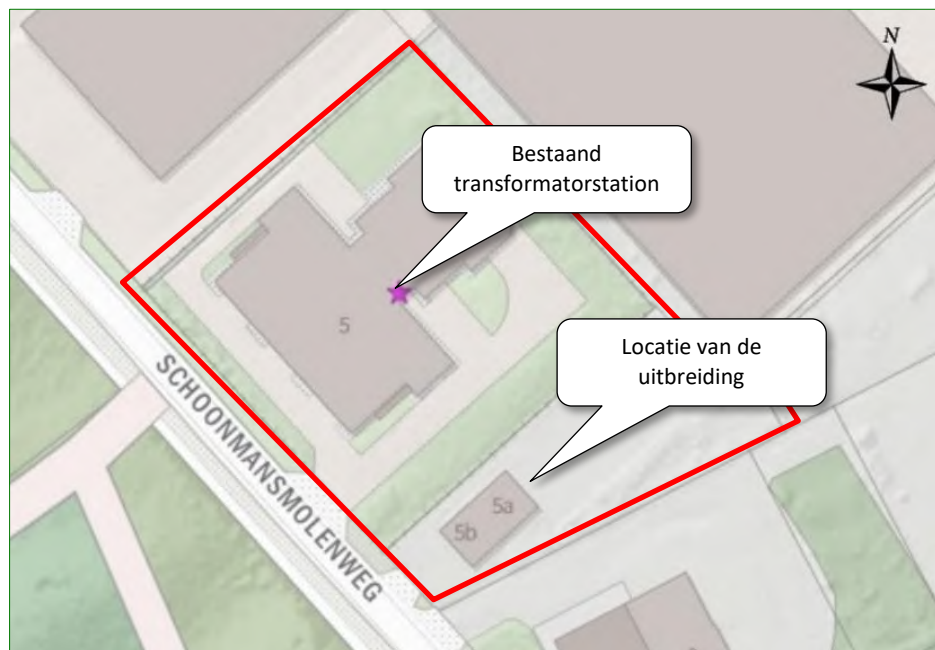 N
Bestaand
transformatorstation
5
Locatie van de
uitbreiding
SCHOONMANSMOLENWEG
5a
5b